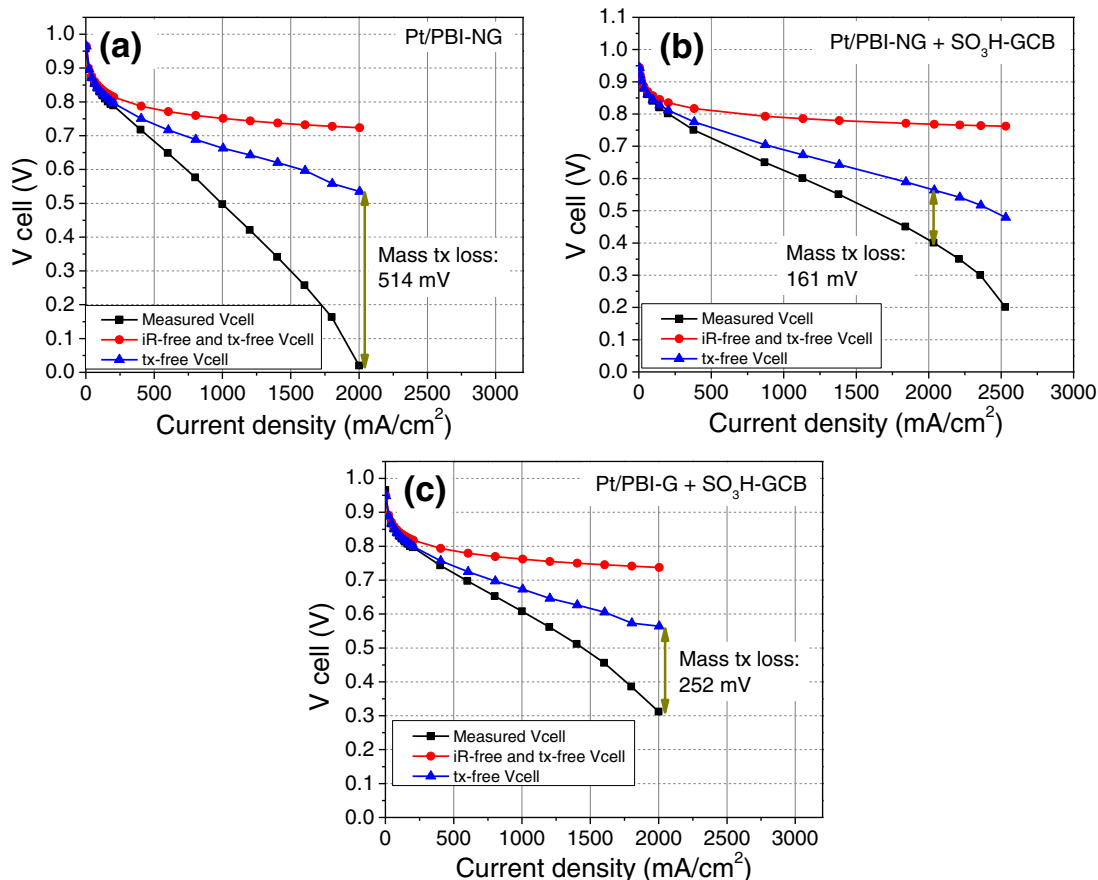 (a)
Pt/PBI-NG
V cell (V)
1.0
0.9
0.8
0.7
0.6
0.5
0.4
0.3
0.2
0.1
0.0
Mass tx loss:
514 mV
Measured Vcell
iR-free and tx-free Vcell
tx-free Vcell
0 500 1000 1500 2000 2500 3000
Current density (mA/cm²)
(b)
Pt/PBI-NG + SO₃H-GCB
V cell (V)
1.1
1.0
0.9
0.8
0.7
0.6
0.5
0.4
0.3
0.2
0.1
0.0
Mass tx loss:
161 mV
Measured Vcell
iR-free and tx-free Vcell
tx-free Vcell
0 500 1000 1500 2000 2500 3000
Current density (mA/cm²)
(c)
Pt/PBI-G + SO₃H-GCB
V cell (V)
1.0
0.9
0.8
0.7
0.6
0.5
0.4
0.3
0.2
0.1
0.0
Mass tx loss:
252 mV
Measured Vcell
iR-free and tx-free Vcell
tx-free Vcell
0 500 1000 1500 2000 2500 3000
Current density (mA/cm²)